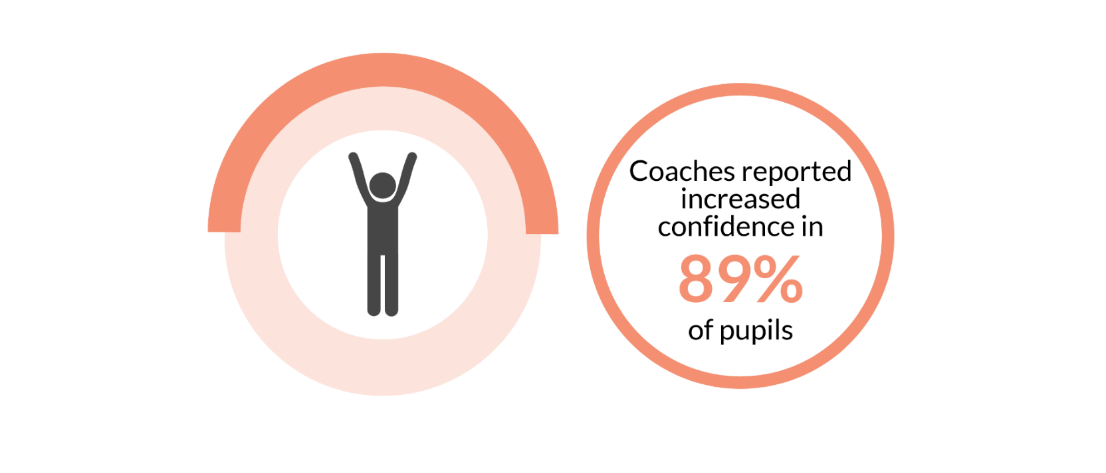 Coaches reported
increased
confidence in
89%
of pupils